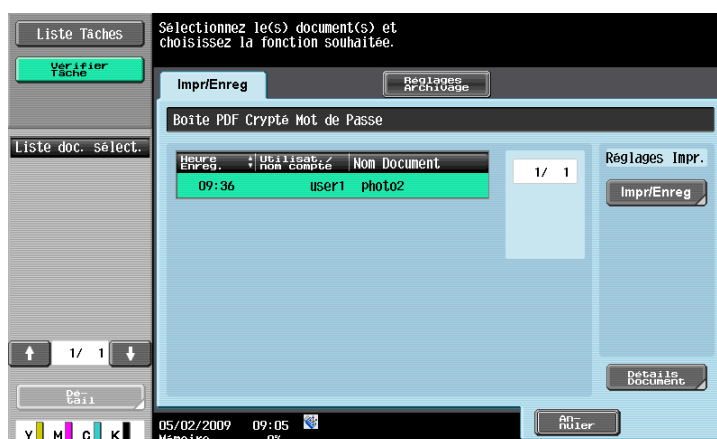 Liste Tâches
Vérifier
Tâche
Liste doc. sélect.
1/ 1
Dé-
tail
Y M C K
Sélectionnez le(s) document(s) et
choisissez la fonction souhaitée.
Impr/Enreg
Réglages
Archivage
Boîte PDF Crypté Mot de Passe
Heure
Enreg.
Utilisat./
nom compte
Nom Document
09:36 user1 photo2
1/ 1
Réglages Impr.
Impr/Enreg
Détails
Document
An-
nuler
05/02/2009 09:05
Mémoire 0%